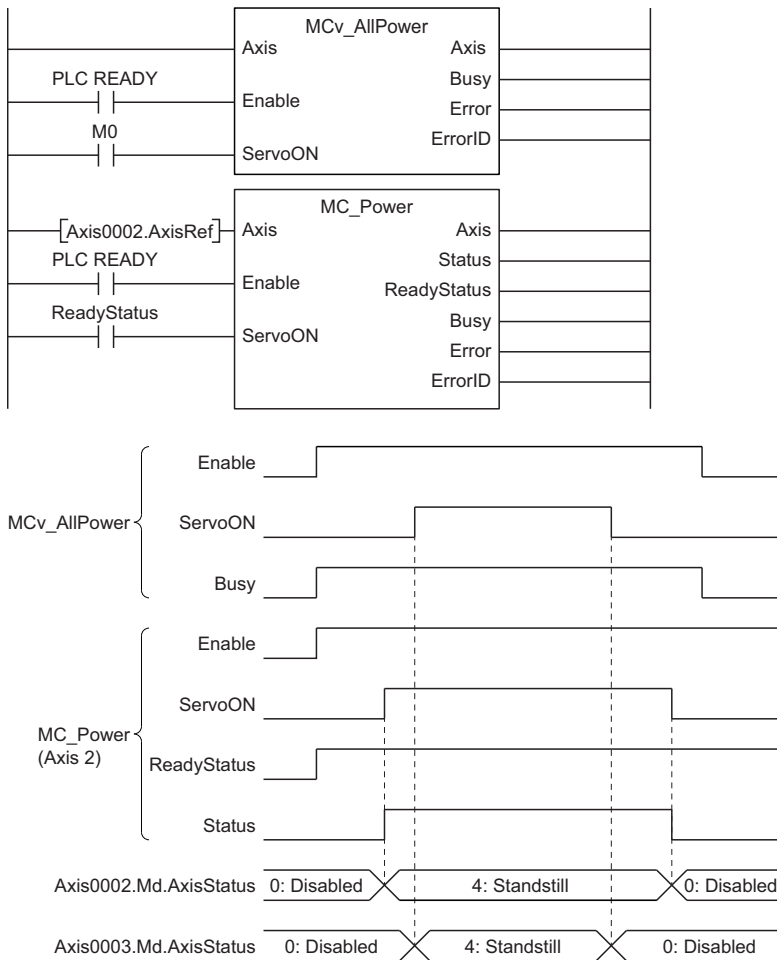 MCv_AllPower
Axis Axis
PLC READY Busy
Enable Error
M0 ErrorID
ServoON
MC_Power
[Axis0002.AxisRef] Axis Axis
PLC READY Status
Enable ReadyStatus
ReadyStatus Busy
ServoON Error
ErrorID
Enable
MCv_AllPower ServoON
Busy
Enable
ServoON
MC_Power
(Axis 2)
ReadyStatus
Status
Axis0002.Md.AxisStatus 0: Disabled 4: Standstill 0: Disabled
Axis0003.Md.AxisStatus 0: Disabled 4: Standstill 0: Disabled